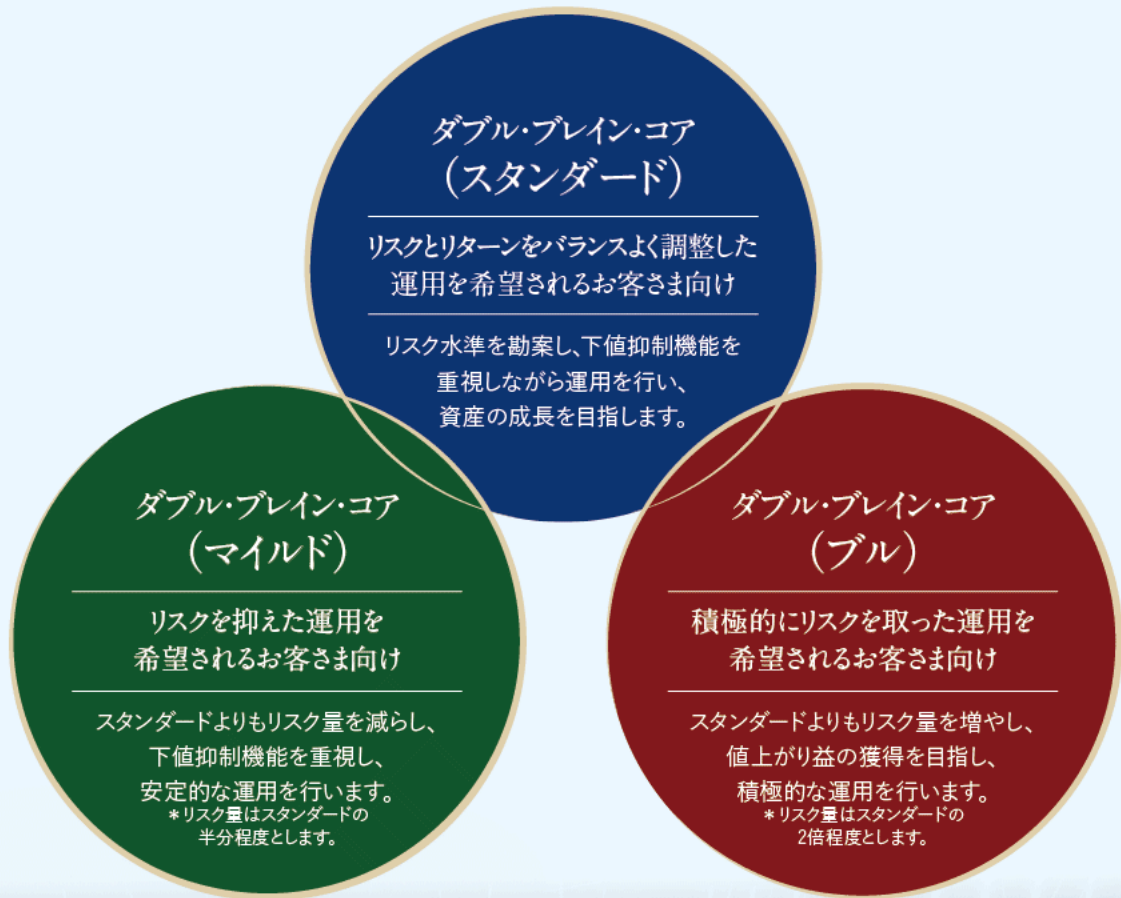 ダブル・ブレイン・コア
（スタンダード）
リスクとリターンをバランスよく調整した
運用を希望されるお客さま向け
リスク水準を勘案し、下値抑制機能を
重視しながら運用を行い、
資産の成長を目指します。
ダブル・ブレイン・コア
（マイルド）
リスクを抑えた運用を
希望されるお客さま向け
スタンダードよりもリスク量を減らし、
下値抑制機能を重視し、
安定的な運用を行います。
＊リスク量はスタンダードの
半分程度とします。
ダブル・ブレイン・コア
（ブル）
積極的にリスクを取った運用を
希望されるお客さま向け
スタンダードよりもリスク量を増やし、
値上がり益の獲得を目指し、
積極的な運用を行います。
＊リスク量はスタンダードの
2倍程度とします。